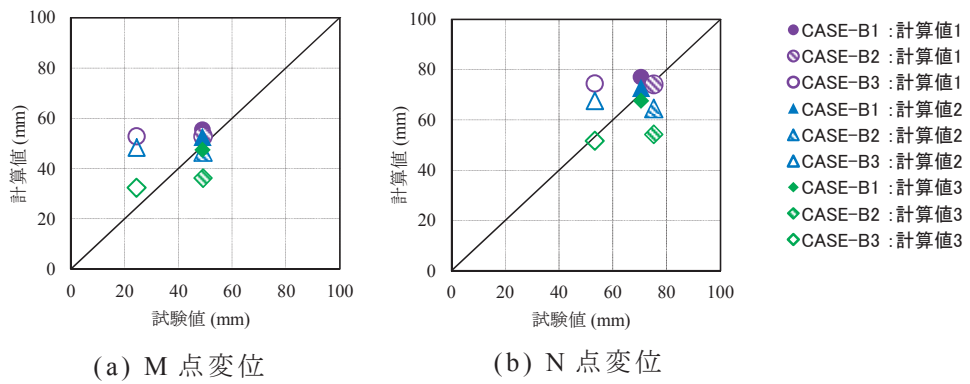 100
80
60
40
20
0
計算値 (mm)
0 20 40 60 80 100
試験値 (mm)
(a) M 点変位
100
80
60
40
20
0
計算値 (mm)
0 20 40 60 80 100
試験値 (mm)
(b) N 点変位
CASE-B1 :計算値1
CASE-B2 :計算値1
CASE-B3 :計算値1
CASE-B1 :計算値2
CASE-B2 :計算値2
CASE-B3 :計算値2
CASE-B1 :計算値3
CASE-B2 :計算値3
CASE-B3 :計算値3